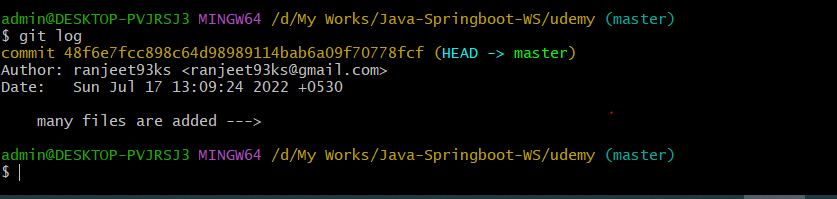 admin@DESKTOP-PVJRSJ3 MINGW64 /d/My Works/Java-Springboot-WS/udemy (master)
$ git log
commit 48f6e7fcc898c64d98989114bab6a09f70778fcf (HEAD -> master)
Author: ranjeet93ks <ranjeet93ks@gmail.com>
Date:   Sun Jul 17 13:09:24 2022 +0530
    many files are added --->
admin@DESKTOP-PVJRSJ3 MINGW64 /d/My Works/Java-Springboot-WS/udemy (master)
$